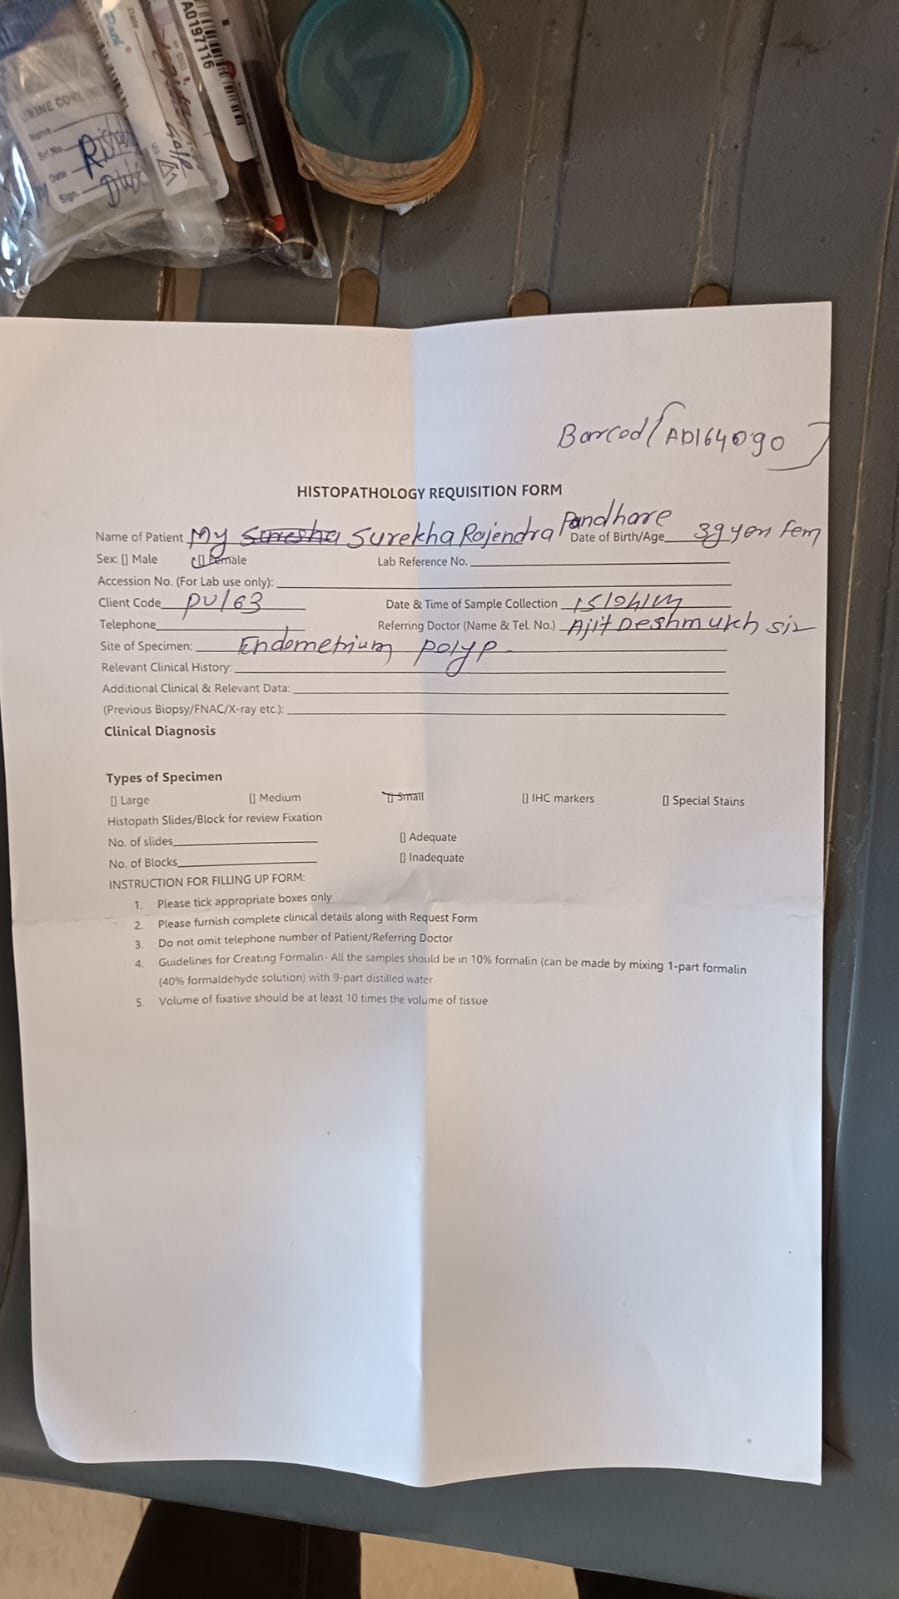 A0197116
Date
Name
Date
Sign.
Barcod (AD164090)
HISTOPATHOLOGY REQUISITION FORM
Name of Patient My Surekha Rajendra Pandhare Date of Birth/Age 39 yon fem
Sex: [] Male [] Female Lab Reference No.
Accession No. (For Lab use only):
Client Code PU163 Date & Time of Sample Collection
Telephone Referring Doctor (Name & Tel. No.) Ajit Deshmukh sir
Site of Specimen: Endometrium polyp
Relevant Clinical History:
Additional Clinical & Relevant Data:
(Previous Biopsy/FNAC/X-ray etc.):
Clinical Diagnosis
Types of Specimen
[] Large [] Medium [] Small [] IHC markers [] Special Stains
Histopath Slides/Block for review Fixation
No. of slides [] Adequate
No. of Blocks [] Inadequate
INSTRUCTION FOR FILLING UP FORM:
1. Please tick appropriate boxes only
2. Please furnish complete clinical details along with Request Form
3. Do not omit telephone number of Patient/Referring Doctor
4. Guidelines for Creating Formalin- All the samples should be in 10% formalin (can be made by mixing 1-part formalin
(40% formaldehyde solution) with 9-part distilled water
5. Volume of fixative should be at least 10 times the volume of tissue